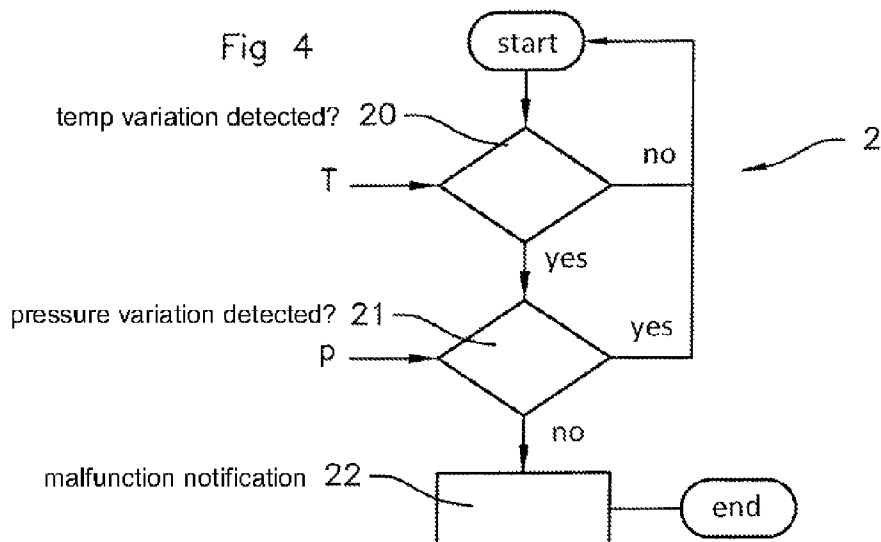 Fig 4
start
temp variation detected? 20
no
2
T
yes
pressure variation detected? 21
yes
p
no
malfunction notification 22
end